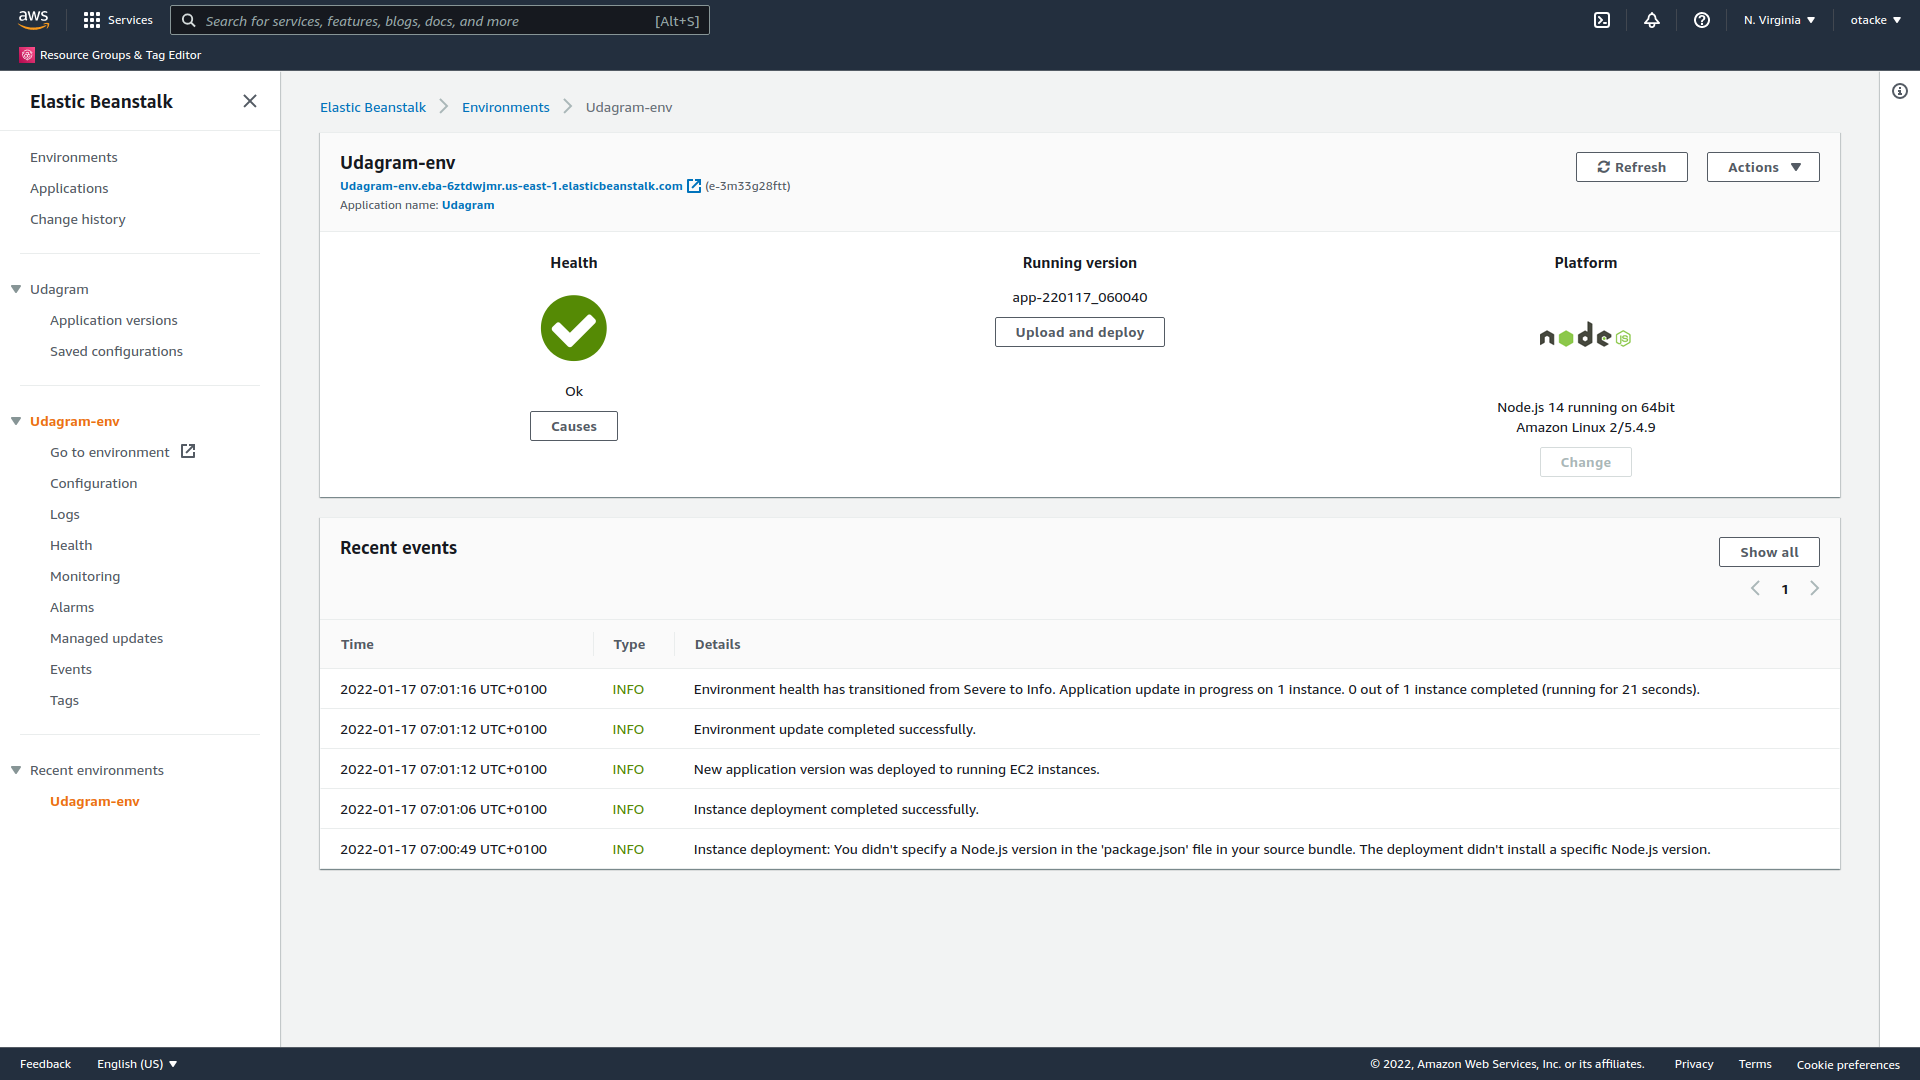 aws
Services
Search for services, features, blogs, docs, and more
[Alt+S]
N. Virginia
otacke
Resource Groups & Tag Editor
Elastic Beanstalk
Environments
Applications
Change history
Udagram
Application versions
Saved configurations
Udagram-env
Go to environment
Configuration
Logs
Health
Monitoring
Alarms
Managed updates
Events
Tags
Recent environments
Udagram-env
Elastic Beanstalk
Environments
Udagram-env
Udagram-env
Udagram-env.eba-6ztdwjmr.us-east-1.elasticbeanstalk.com (e-3m33g28ftt)
Application name: Udagram
Refresh
Actions
Health
Ok
Causes
Running version
app-220117_060040
Upload and deploy
Platform
node
JS
Node.js 14 running on 64bit
Amazon Linux 2/5.4.9
Change
Recent events
Show all
1
Time Type Details
2022-01-17 07:01:16 UTC+0100 INFO Environment health has transitioned from Severe to Info. Application update in progress on 1 instance. 0 out of 1 instance completed (running for 21 seconds).
2022-01-17 07:01:12 UTC+0100 INFO Environment update completed successfully.
2022-01-17 07:01:12 UTC+0100 INFO New application version was deployed to running EC2 instances.
2022-01-17 07:01:06 UTC+0100 INFO Instance deployment completed successfully.
2022-01-17 07:00:49 UTC+0100 INFO Instance deployment: You didn't specify a Node.js version in the 'package.json' file in your source bundle. The deployment didn't install a specific Node.js version.
Feedback
English (US)
© 2022, Amazon Web Services, Inc. or its affiliates.
Privacy
Terms
Cookie preferences